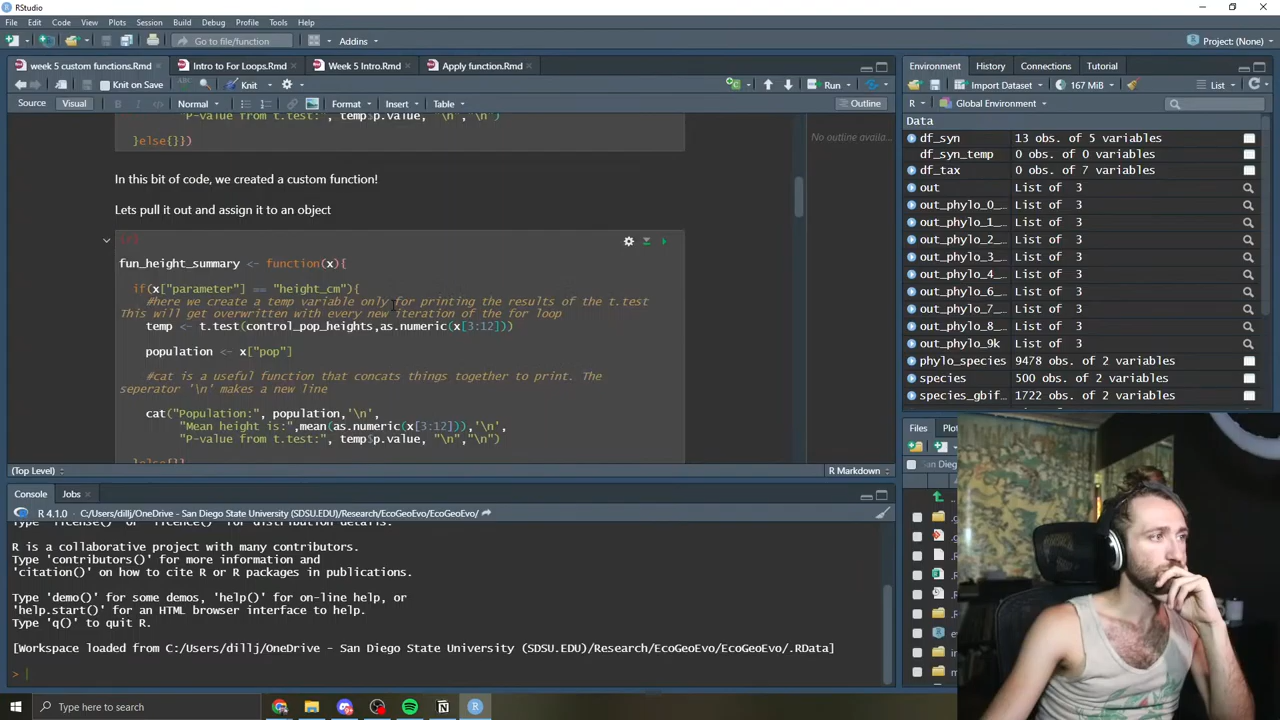 RStudio
File Edit Code View Plots Session Build Debug Profile Tools Help
Go to file/function Addins Project: (None)
week 5 custom functions.Rmd Intro to For Loops.Rmd Week 5 Intro.Rmd Apply function.Rmd
Knit on Save Knit Run
Source Visual B I Normal Format Insert Table Outline
"P-value from t.test:", temp$p.value, "\n", "\n")
}else{}})
In this bit of code, we created a custom function!
Lets pull it out and assign it to an object
fun_height_summary <- function(x){
if(x["parameter"] == "height_cm"){
#here we create a temp variable only for printing the results of the t.test
This will get overwritten with every new iteration of the for loop
temp <- t.test(control_pop_heights,as.numeric(x[3:12]))
population <- x["pop"]
#cat is a useful function that concats things together to print. The
seperator '\n' makes a new line
cat("Population:", population,'\n',
"Mean height is:",mean(as.numeric(x[3:12])),'\n',
"P-value from t.test:", temp$p.value, "\n","\n")
}else{}}
(Top Level) R Markdown
No outline availa...
Console Jobs
R 4.1.0 · C:/Users/dillj/OneDrive - San Diego State University (SDSU.EDU)/Research/EcoGeoEvo/EcoGeoEvo/
Type 'license()' or 'licence()' for distribution details.
R is a collaborative project with many contributors.
Type 'contributors()' for more information and
'citation()' on how to cite R or R packages in publications.
Type 'demo()' for some demos, 'help()' for on-line help, or
'help.start()' for an HTML browser interface to help.
Type 'q()' to quit R.
[Workspace loaded from C:/Users/dillj/OneDrive - San Diego State University (SDSU.EDU)/Research/EcoGeoEvo/EcoGeoEvo/.RData]
>
Environment History Connections Tutorial
Import Dataset 167 MiB List
R Global Environment
Data
df_syn 13 obs. of 5 variables
df_syn_temp 0 obs. of 0 variables
df_tax 0 obs. of 7 variables
out List of 3
out_phylo_0_… List of 3
out_phylo_1_… List of 3
out_phylo_2_… List of 3
out_phylo_3_… List of 3
out_phylo_4_… List of 3
out_phylo_5_… List of 3
out_phylo_6_… List of 3
out_phylo_7_… List of 3
out_phylo_8_… List of 3
out_phylo_9k List of 3
phylo_species 9478 obs. of 2 variables
species 500 obs. of 2 variables
species_gbif… 1722 obs. of 2 variables
Files Plot
san Diego
Type here to search